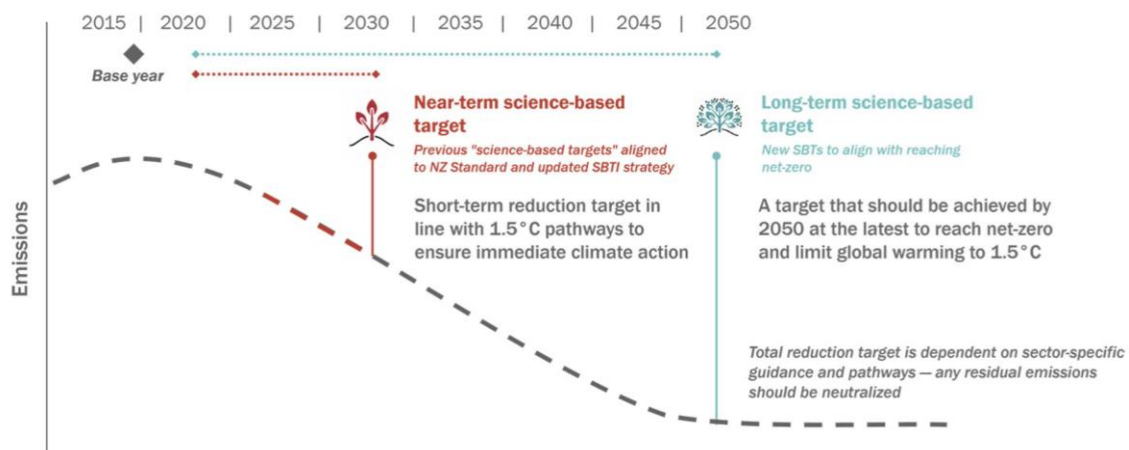 2015 | 2020 | 2025 | 2030 | 2035 | 2040 | 2045 | 2050
Base year
Near-term science-based
target
Previous "science-based targets" aligned
to NZ Standard and updated SBTI strategy
Short-term reduction target in
line with 1.5°C pathways to
ensure immediate climate action
Long-term science-based
target
New SBTs to align with reaching
net-zero
A target that should be achieved by
2050 at the latest to reach net-zero
and limit global warming to 1.5°C
Total reduction target is dependent on sector-specific
guidance and pathways — any residual emissions
should be neutralized
Emissions